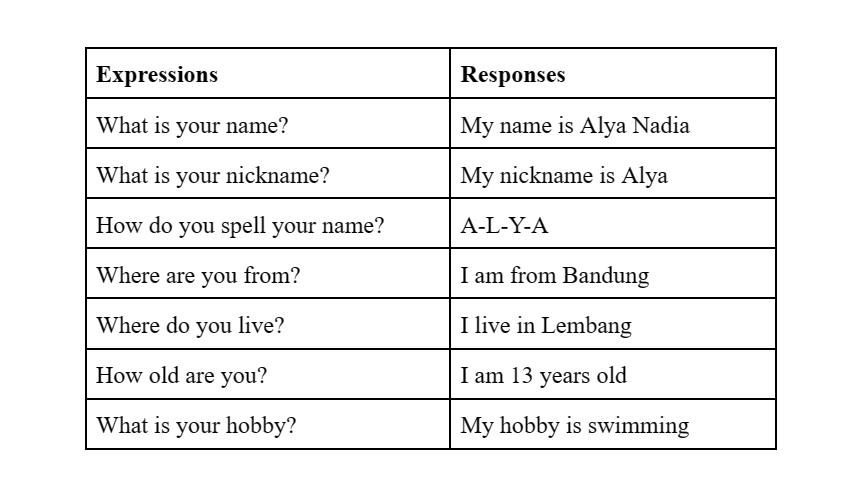 Expressions Responses
What is your name? My name is Alya Nadia
What is your nickname? My nickname is Alya
How do you spell your name? A-L-Y-A
Where are you from? I am from Bandung
Where do you live? I live in Lembang
How old are you? I am 13 years old
What is your hobby? My hobby is swimming